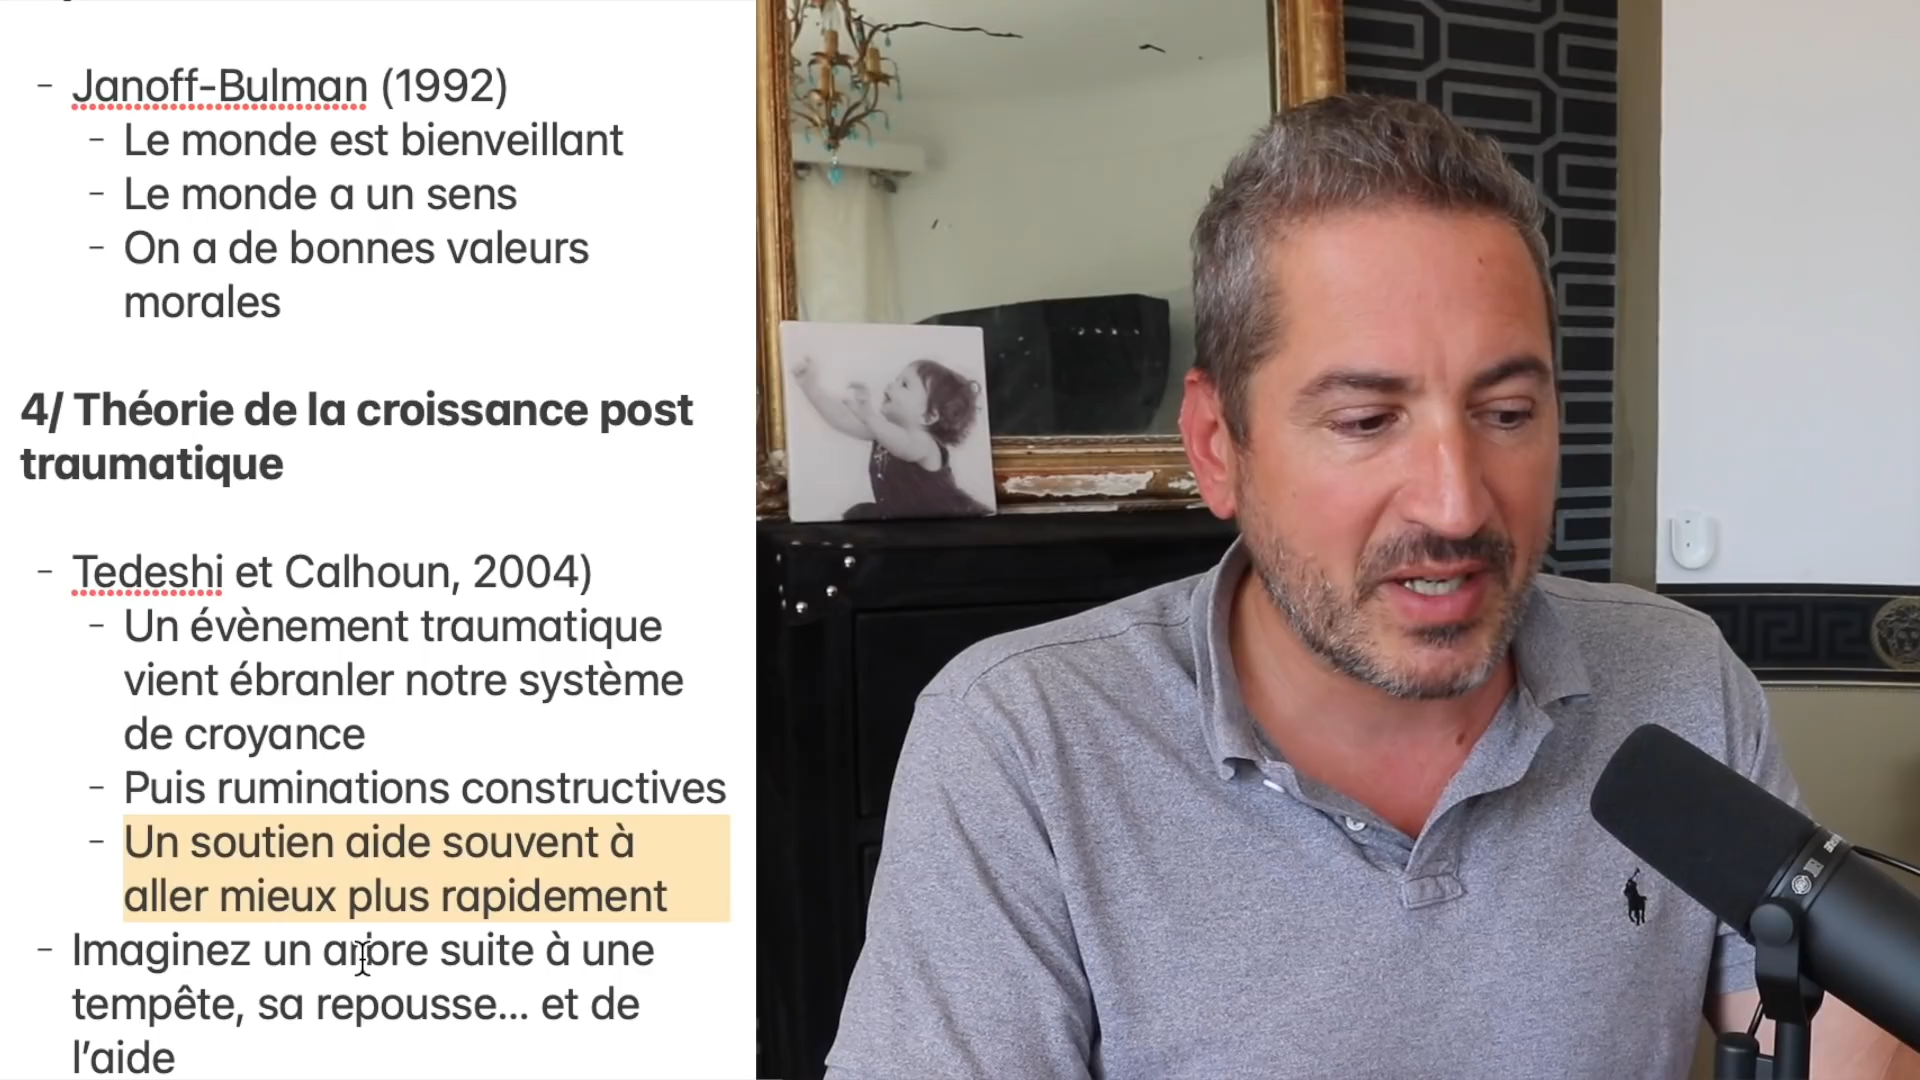 - Janoff-Bulman (1992)
- Le monde est bienveillant
- Le monde a un sens
- On a de bonnes valeurs
morales
4/ Théorie de la croissance post
traumatique
- Tedeshi et Calhoun, 2004)
- Un évènement traumatique
vient ébranler notre système
de croyance
- Puis ruminations constructives
- Un soutien aide souvent à
aller mieux plus rapidement
- Imaginez un arbre suite à une
tempête, sa repousse... et de
l'aide